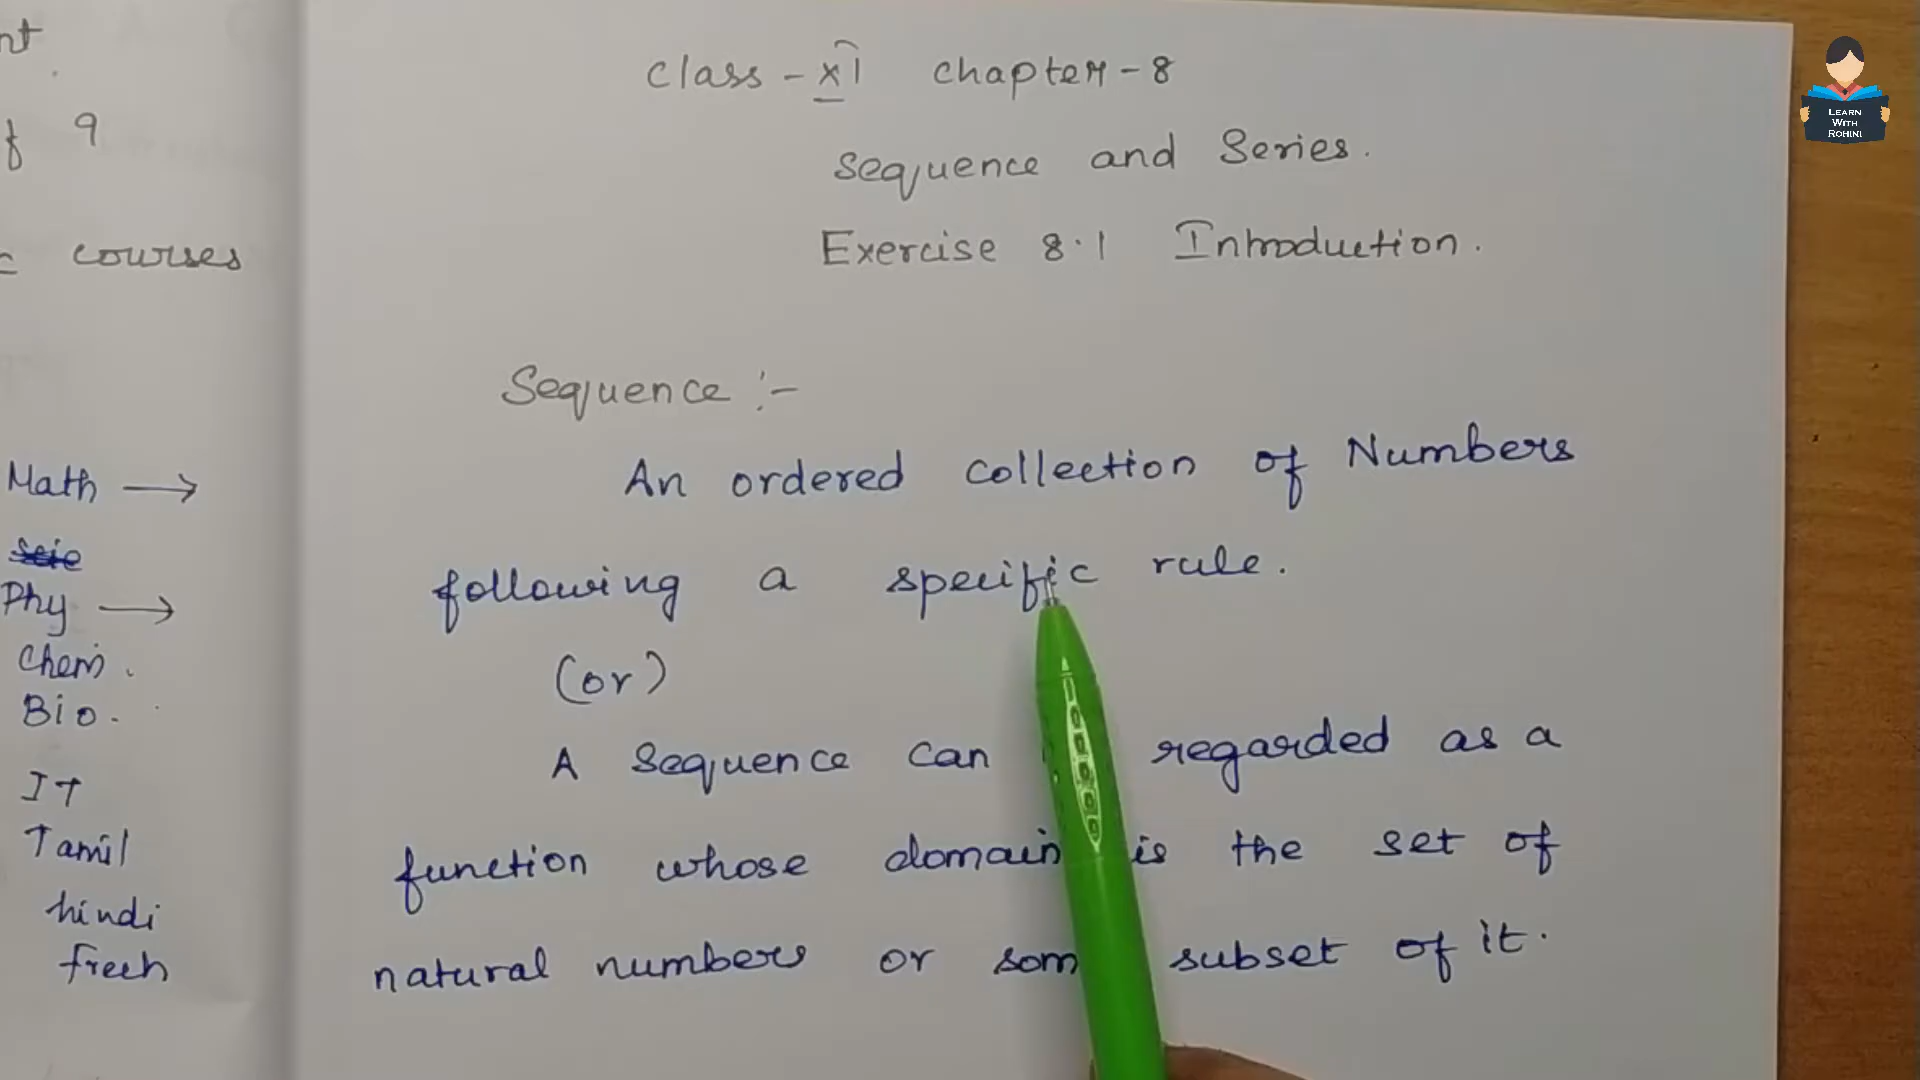 nt
f 9
c courses
Math →
Phy →
Chem.
Bio.
IT
Tamil
hindi
frech
Class - XI Chapter - 8
Sequence and Series.
Exercise 8.1 Introduction.
Sequence :-
An ordered collection of Numbers
following a specific rule.
(or)
A Sequence can regarded as a
function whose domain is the set of
natural numbers or som subset of it.
LEARN
WITH
ROHINI